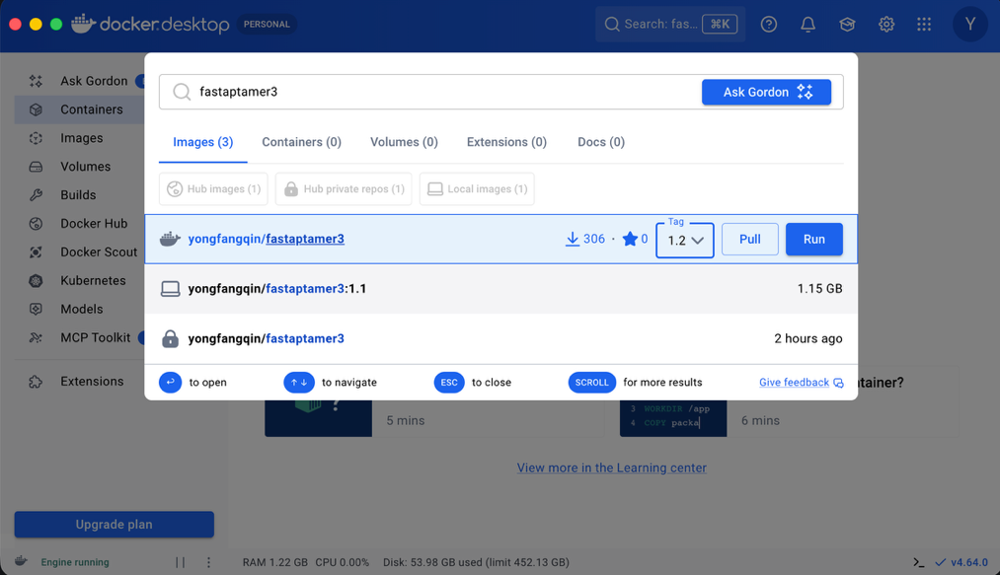 docker.desktop PERSONAL Search: fas... ⌘K Y
fastaptamer3 Ask Gordon
Images (3) Containers (0) Volumes (0) Extensions (0) Docs (0)
Hub images (1) Hub private repos (1) Local images (1)
yongfangqin/fastaptamer3 306 · 0 Tag 1.2 Pull Run
yongfangqin/fastaptamer3:1.1 1.15 GB
yongfangqin/fastaptamer3 2 hours ago
↑ ↓
to open to navigate ESC to close SCROLL for more results Give feedback
Ask Gordon
Containers
Images
Volumes
Builds
Docker Hub
Docker Scout
Kubernetes
Models
MCP Toolkit
Extensions
?
?
3 WORKDIR /app
4 COPY packa
5 mins 6 mins
View more in the Learning center
Upgrade plan
Engine running RAM 1.22 GB CPU 0.00% Disk: 53.98 GB used (limit 452.13 GB) v4.64.0